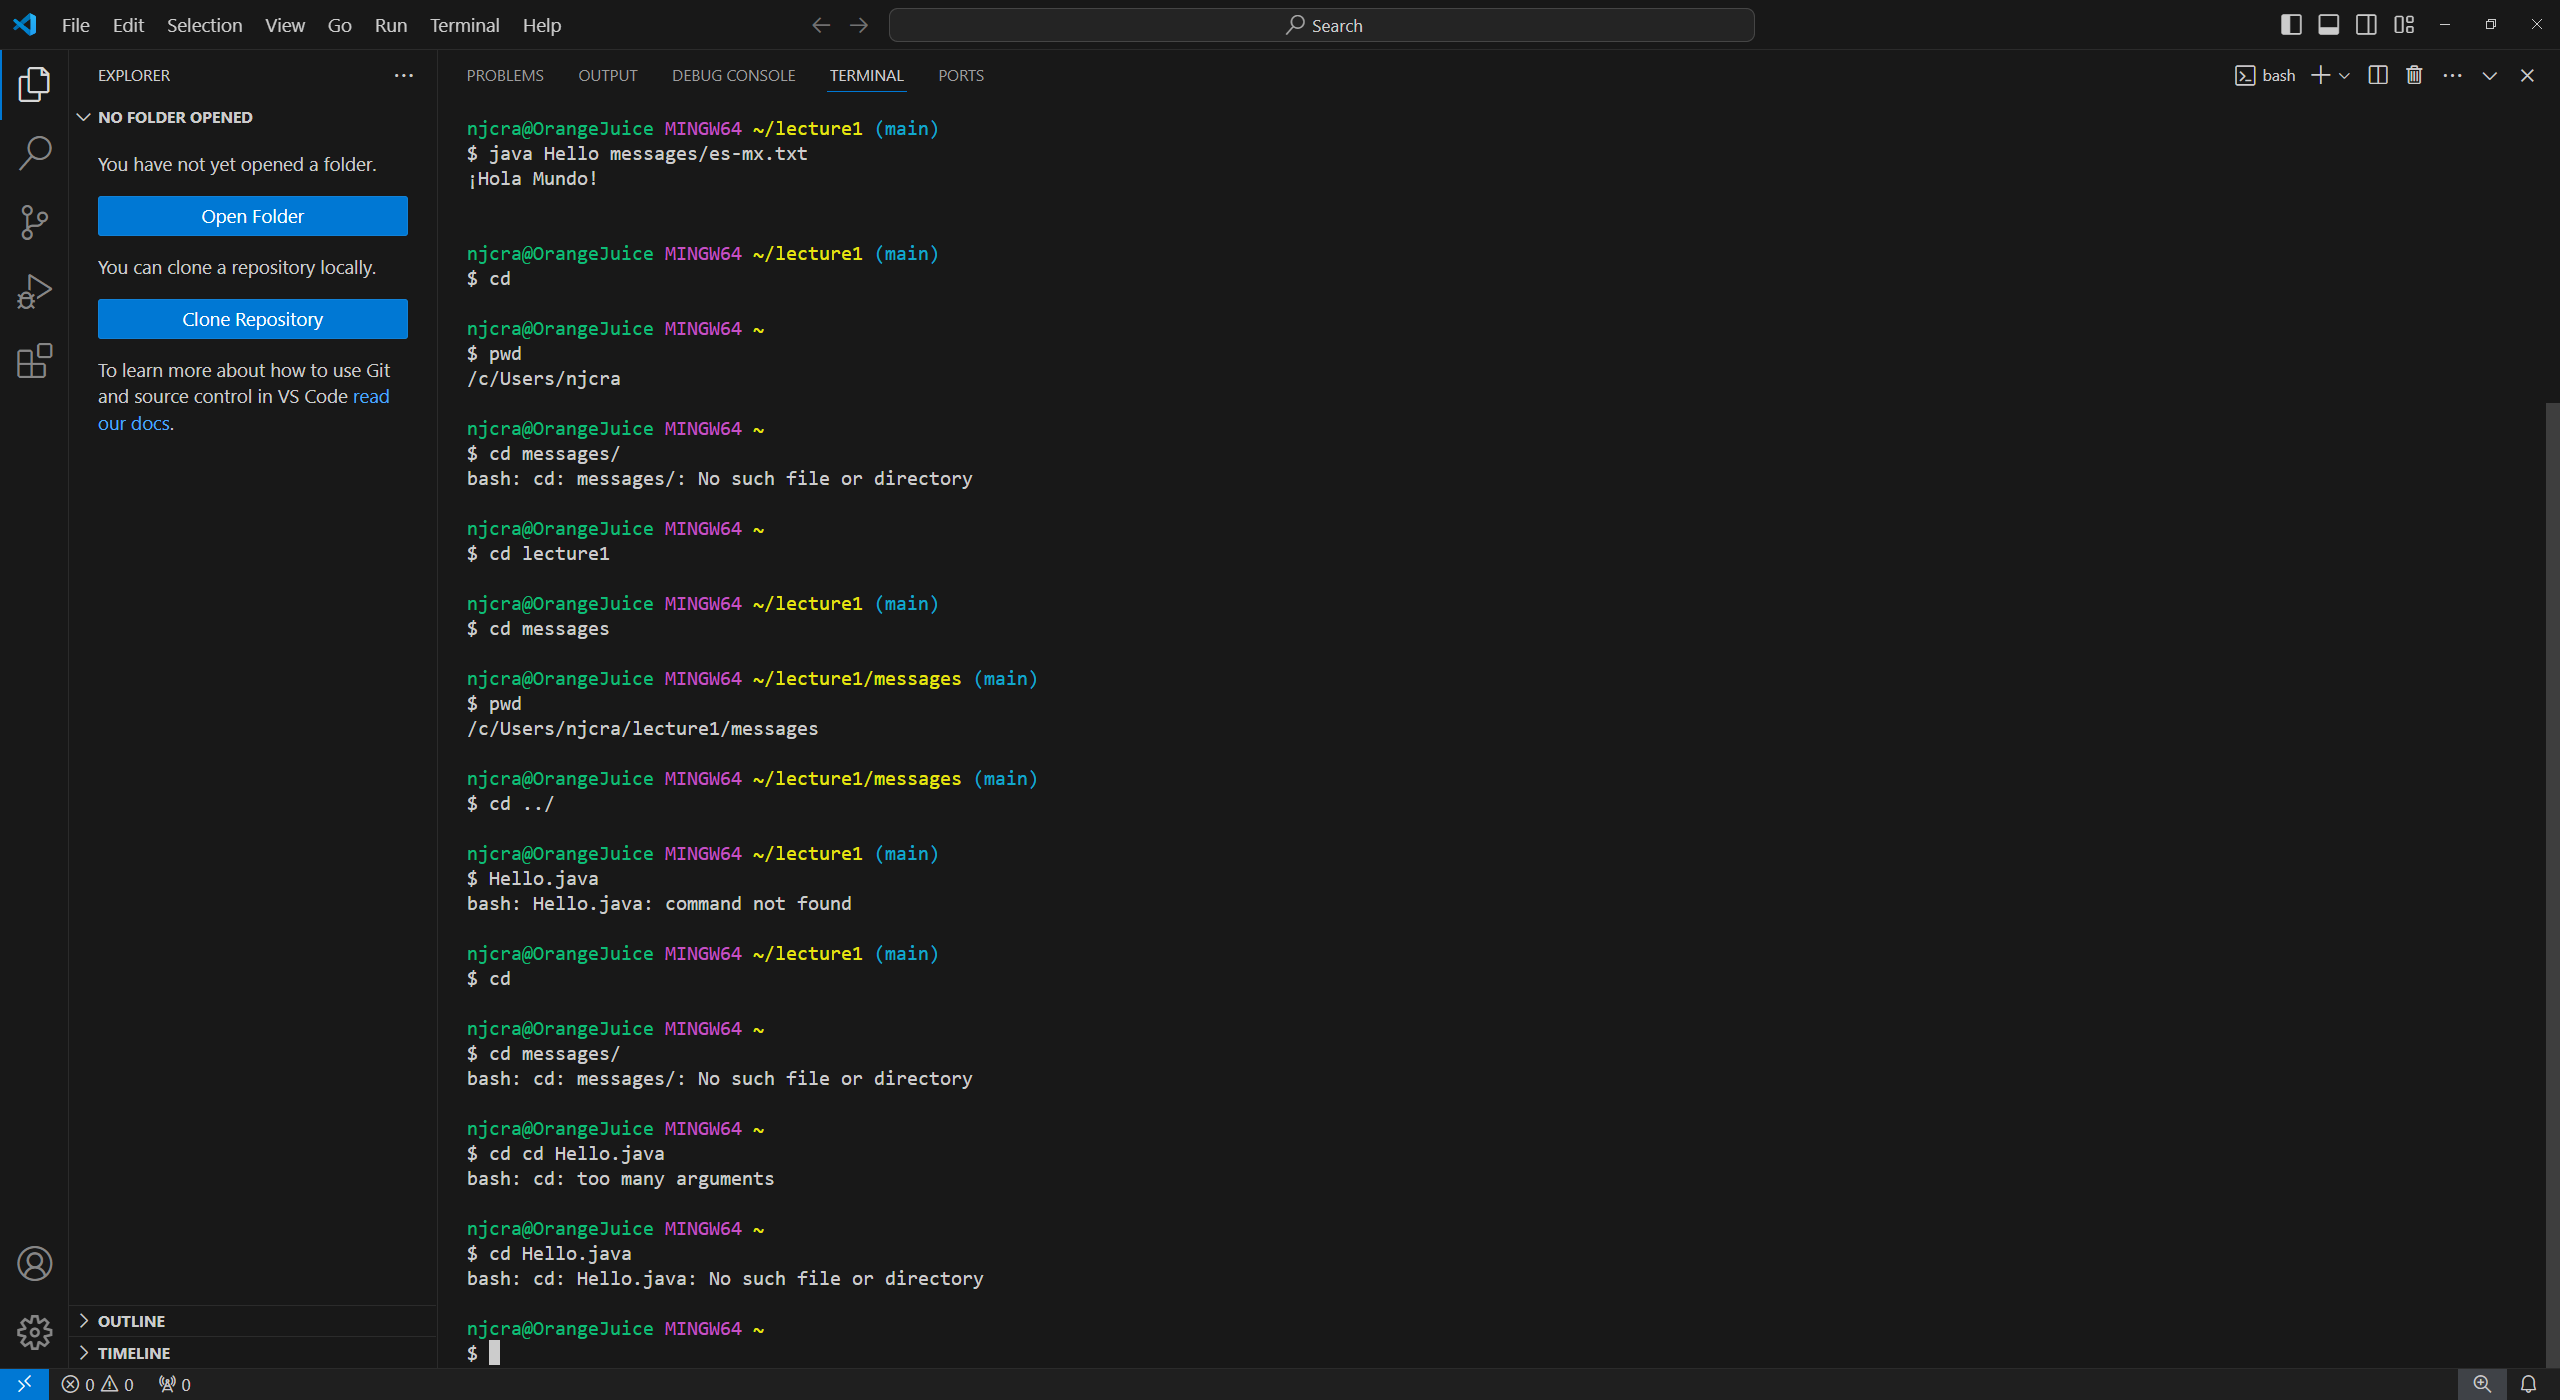 File Edit Selection View Go Run Terminal Help
Search
EXPLORER
NO FOLDER OPENED
You have not yet opened a folder.
Open Folder
You can clone a repository locally.
Clone Repository
To learn more about how to use Git
and source control in VS Code read
our docs.
OUTLINE
TIMELINE
PROBLEMS OUTPUT DEBUG CONSOLE TERMINAL PORTS
bash
njcra@OrangeJuice MINGW64 ~/lecture1 (main)
$ java Hello messages/es-mx.txt
¡Hola Mundo!
njcra@OrangeJuice MINGW64 ~/lecture1 (main)
$ cd
njcra@OrangeJuice MINGW64 ~
$ pwd
/c/Users/njcra
njcra@OrangeJuice MINGW64 ~
$ cd messages/
bash: cd: messages/: No such file or directory
njcra@OrangeJuice MINGW64 ~
$ cd lecture1
njcra@OrangeJuice MINGW64 ~/lecture1 (main)
$ cd messages
njcra@OrangeJuice MINGW64 ~/lecture1/messages (main)
$ pwd
/c/Users/njcra/lecture1/messages
njcra@OrangeJuice MINGW64 ~/lecture1/messages (main)
$ cd ../
njcra@OrangeJuice MINGW64 ~/lecture1 (main)
$ Hello.java
bash: Hello.java: command not found
njcra@OrangeJuice MINGW64 ~/lecture1 (main)
$ cd
njcra@OrangeJuice MINGW64 ~
$ cd messages/
bash: cd: messages/: No such file or directory
njcra@OrangeJuice MINGW64 ~
$ cd cd Hello.java
bash: cd: too many arguments
njcra@OrangeJuice MINGW64 ~
$ cd Hello.java
bash: cd: Hello.java: No such file or directory
njcra@OrangeJuice MINGW64 ~
$
0 0 0